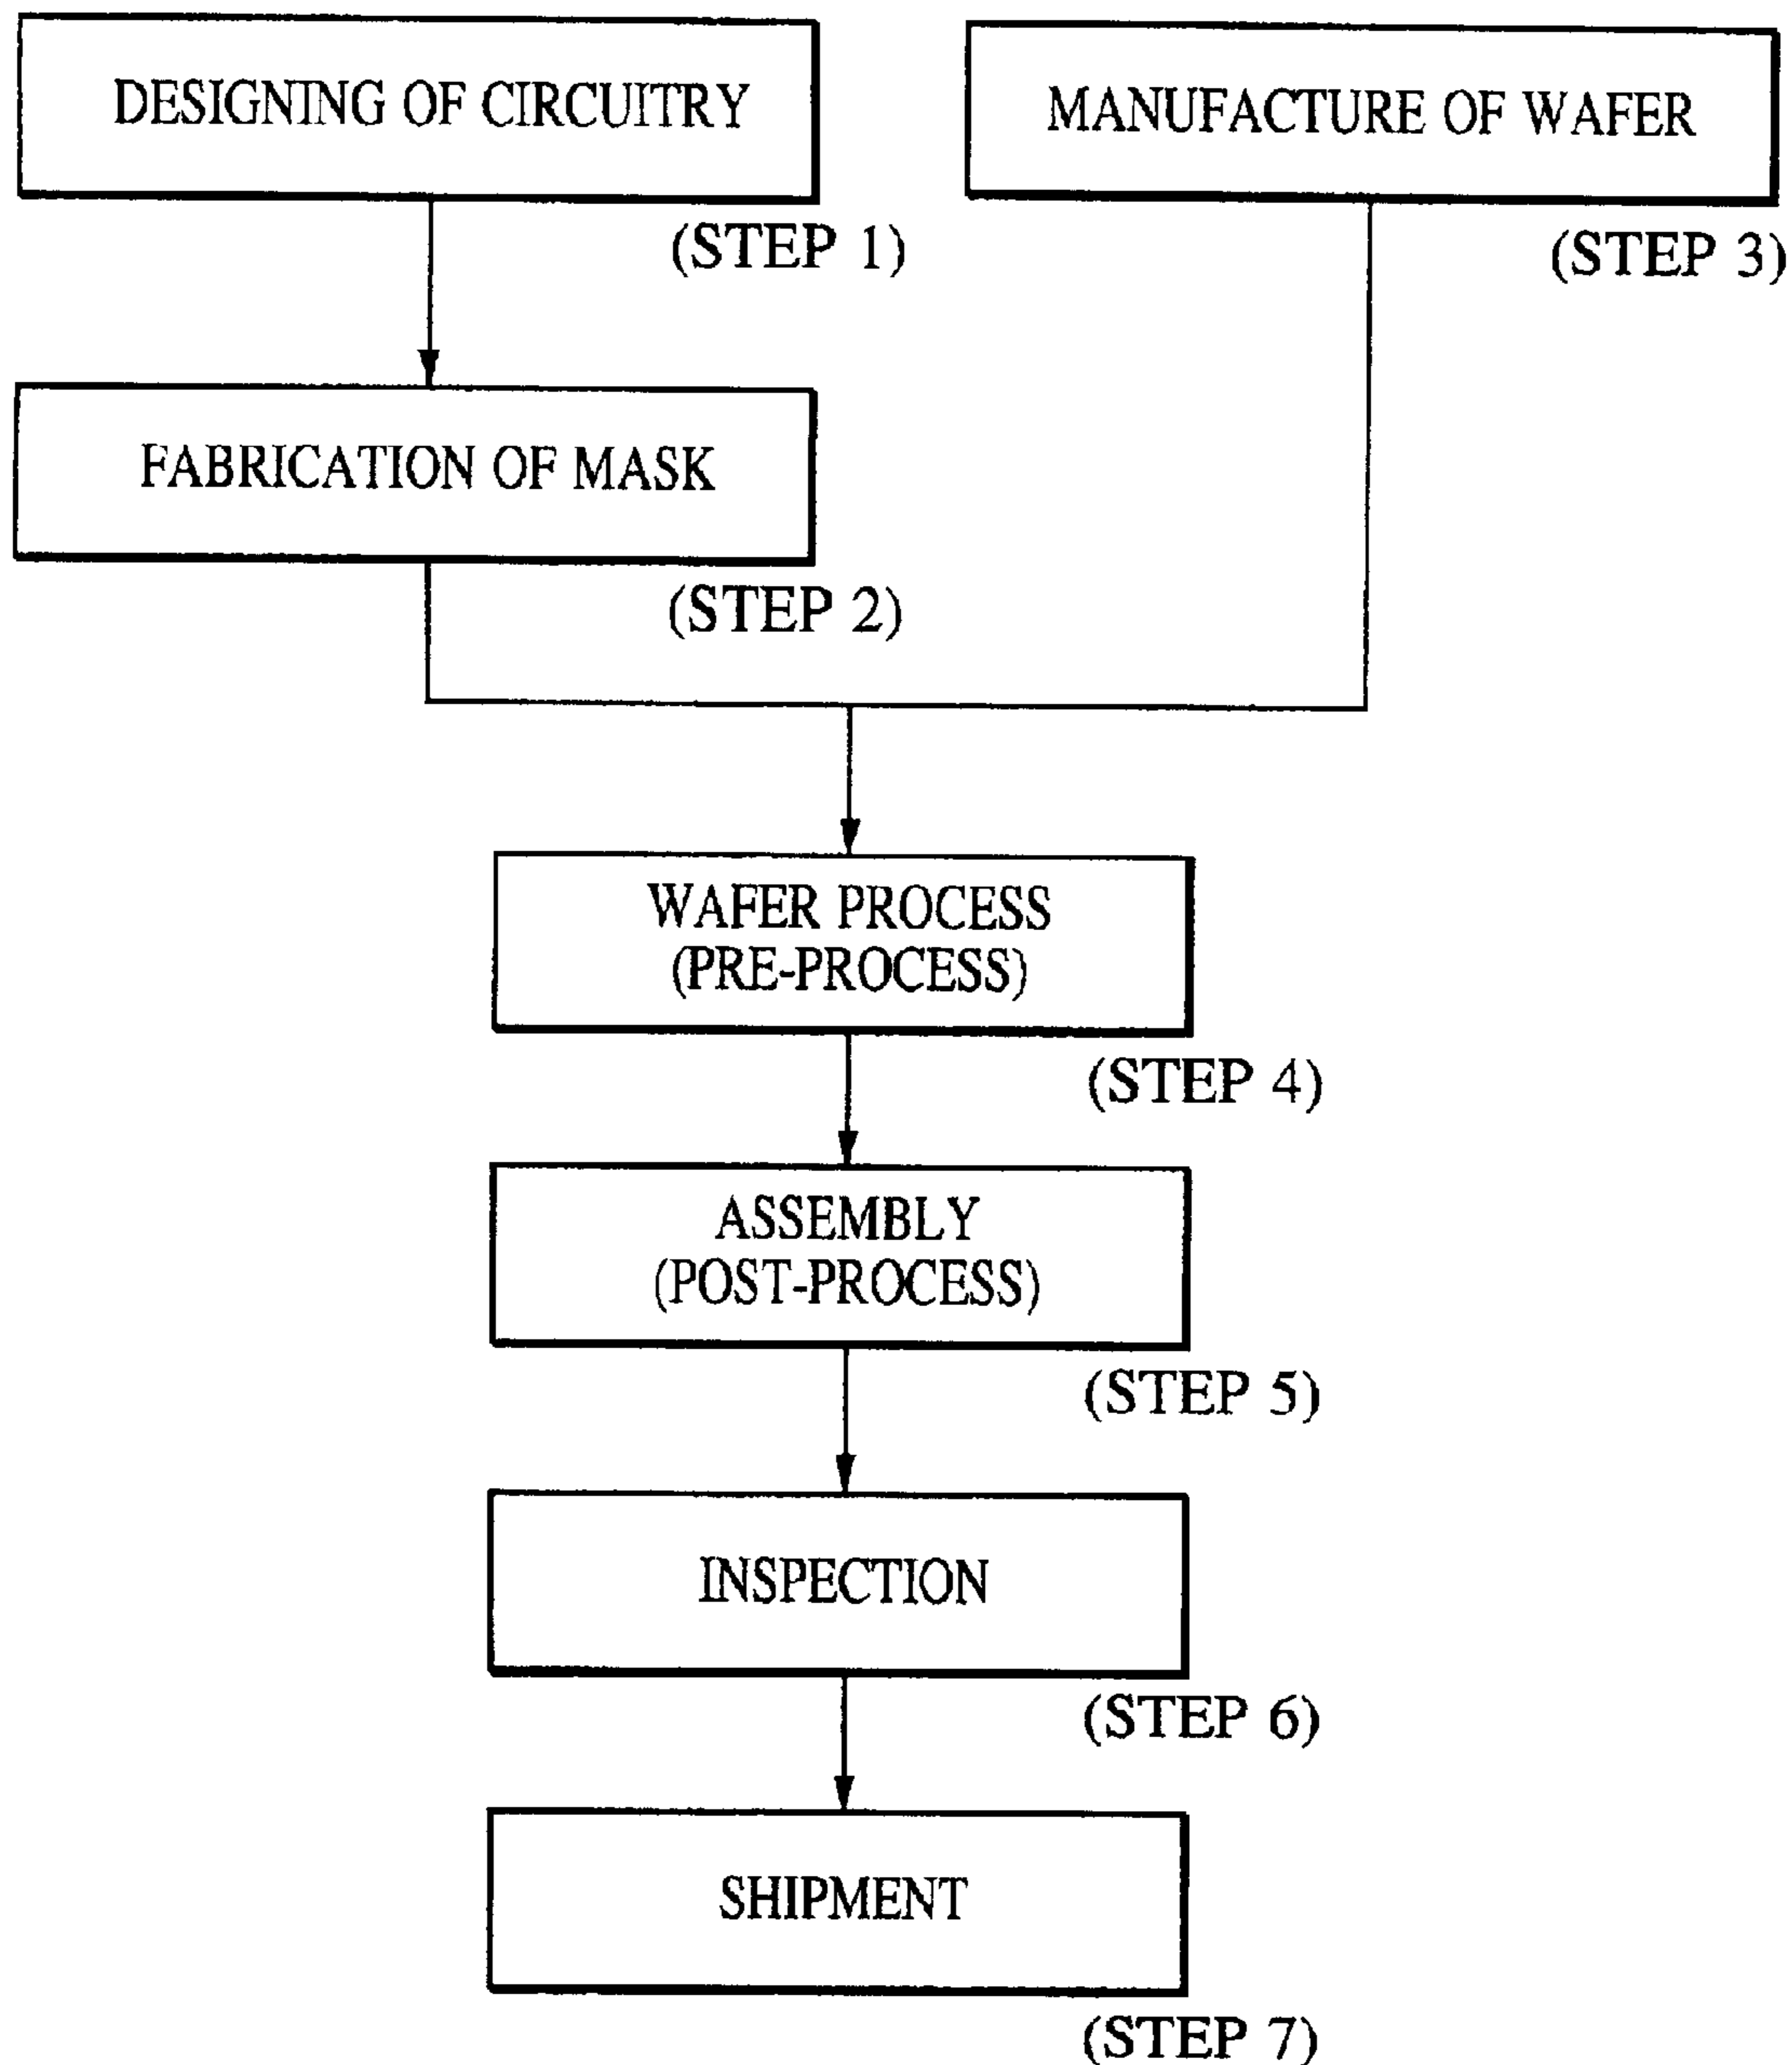 DESIGNING OF CIRCUITRY
(STEP 1)
MANUFACTURE OF WAFER
(STEP 3)
FABRICATION OF MASK
(STEP 2)
WAFER PROCESS
(PRE-PROCESS)
(STEP 4)
ASSEMBLY
(POST-PROCESS)
(STEP 5)
INSPECTION
(STEP 6)
SHIPMENT
(STEP 7)